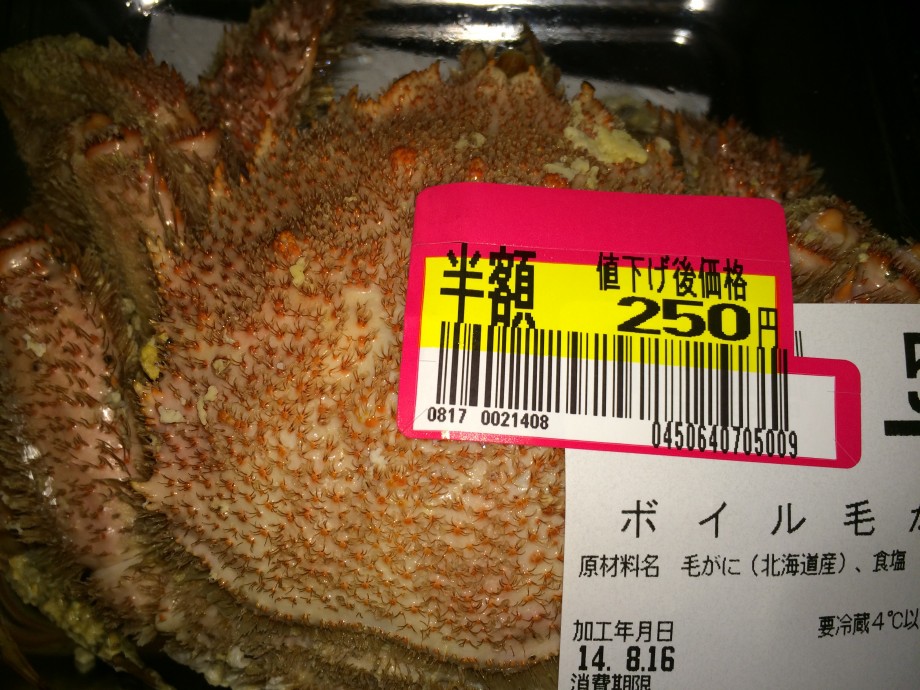 半額 値下げ後価格
250円
0817 0021408
0450640705009
5
ボイル毛
原材料名 毛がに（北海道産）、食塩
加工年月日
要冷蔵4℃以
14. 8.16
消費期限